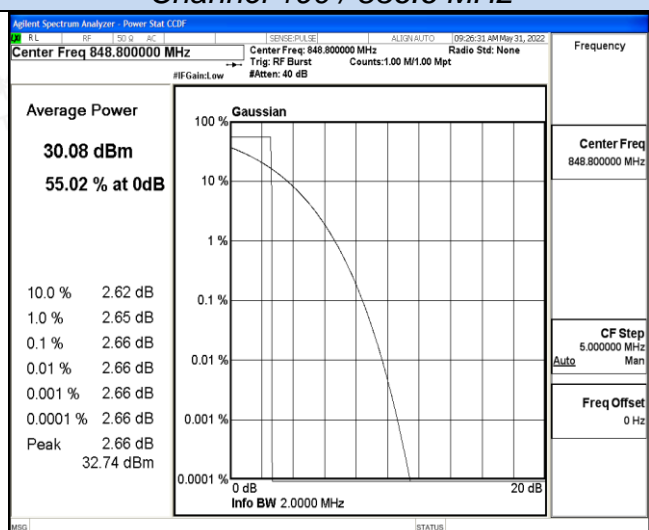 Agilent Spectrum Analyzer - Power Stat CCDF
RL RF 50 Ω AC SENSE:PULSE ALIGN AUTO 09:26:31 AM May 31, 2022
Center Freq 848.800000 MHz
Center Freq: 848.800000 MHz Radio Std: None
Trig: RF Burst Counts:1.00 M/1.00 Mpt
#IFGain:Low #Atten: 40 dB
Frequency
Average Power
30.08 dBm
55.02 % at 0dB
10.0 % 2.62 dB
1.0 % 2.65 dB
0.1 % 2.66 dB
0.01 % 2.66 dB
0.001 % 2.66 dB
0.0001 % 2.66 dB
Peak 2.66 dB
32.74 dBm
Gaussian
100 %
10 %
1 %
0.1 %
0.01 %
0.001 %
0.0001 %
0 dB 20 dB
Info BW 2.0000 MHz
Center Freq
848.800000 MHz
CF Step
5.000000 MHz
Auto Man
Freq Offset
0 Hz
MSG STATUS